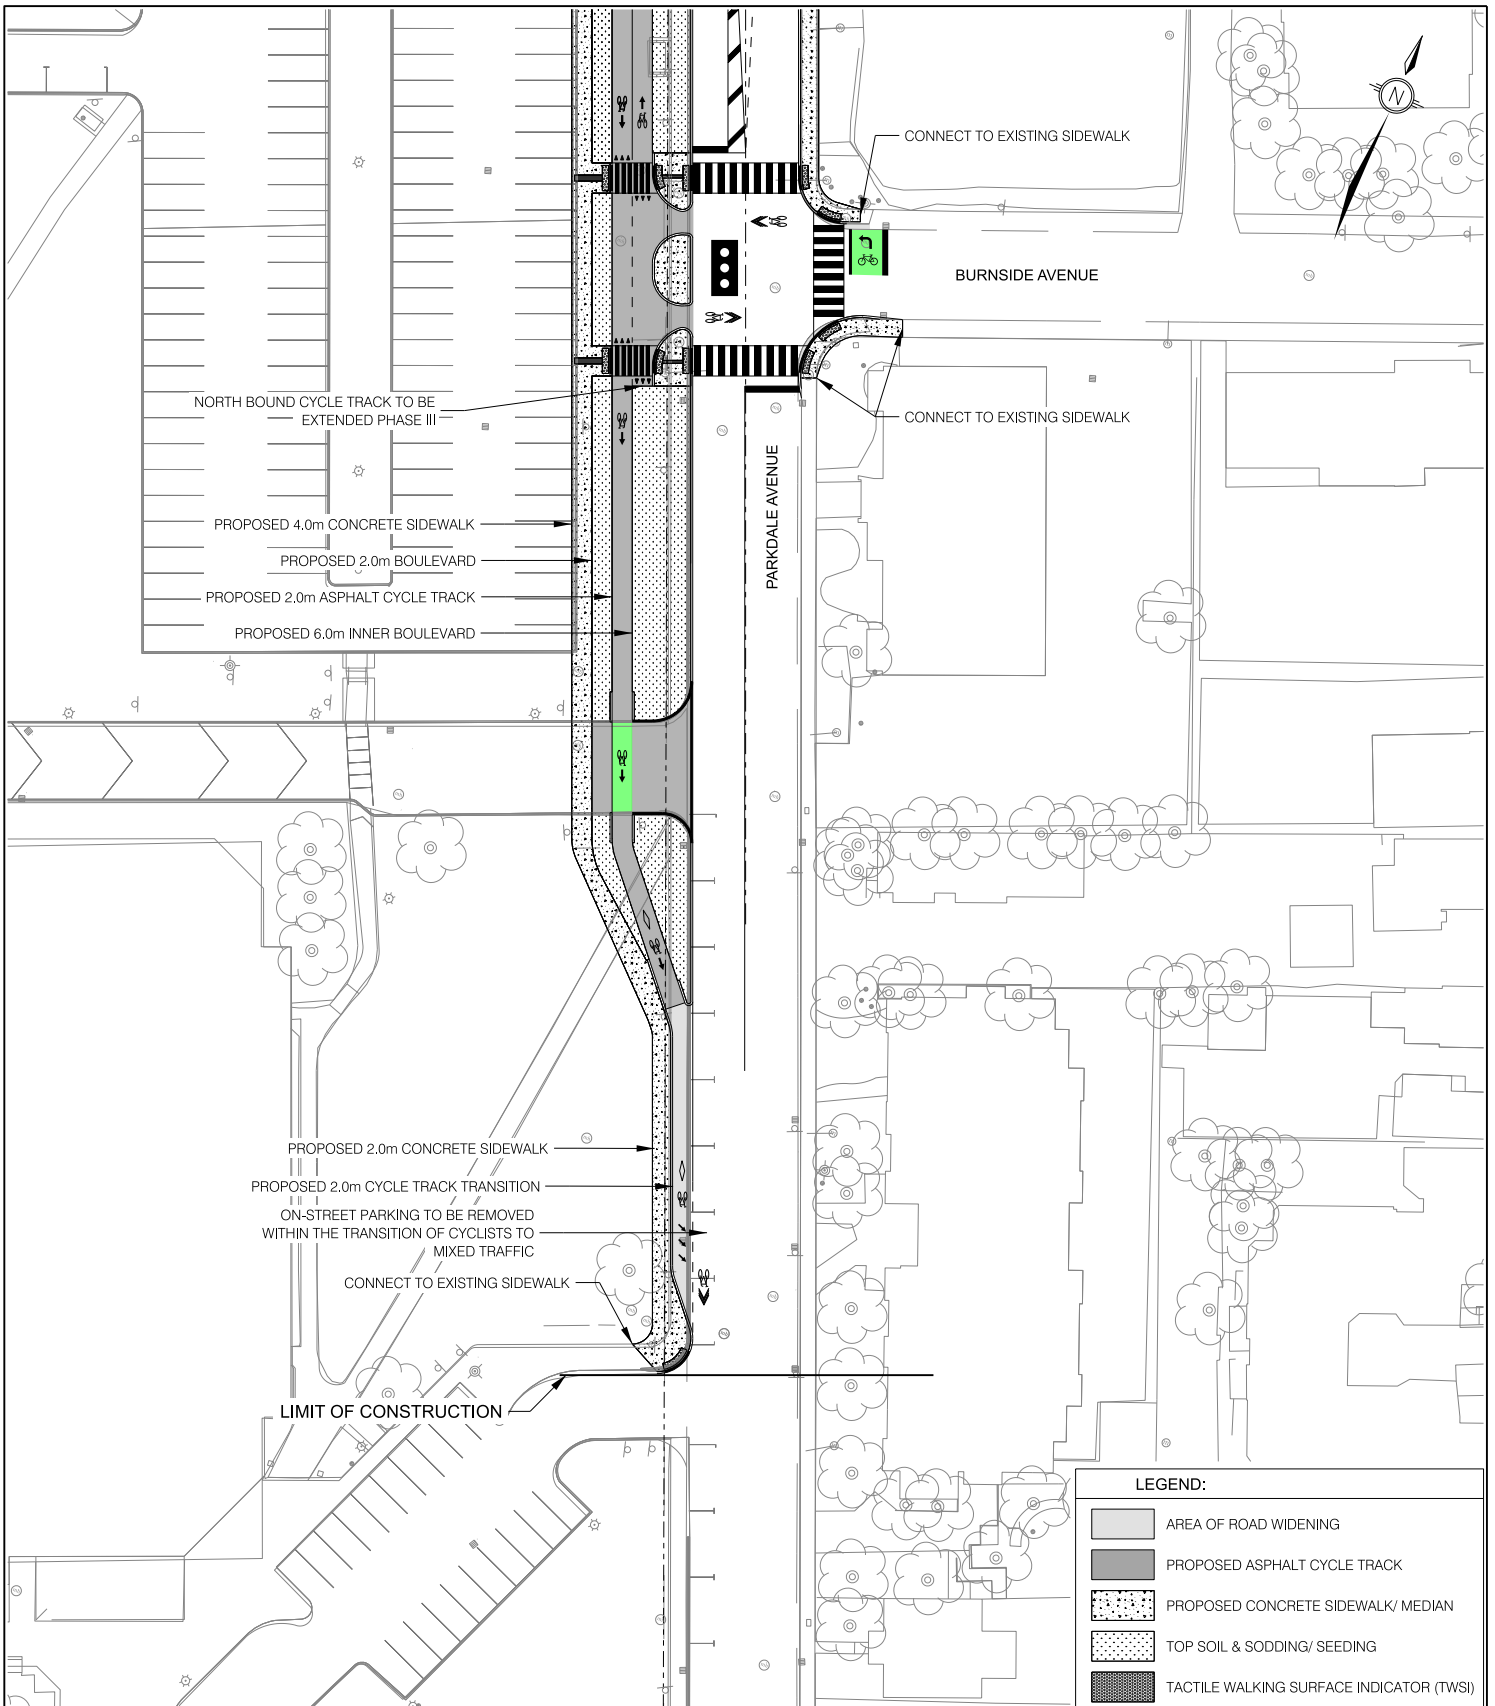 N
CONNECT TO EXISTING SIDEWALK
BURNSIDE AVENUE
NORTH BOUND CYCLE TRACK TO BE
EXTENDED PHASE III
CONNECT TO EXISTING SIDEWALK
PARKDALE AVENUE
PROPOSED 4.0m CONCRETE SIDEWALK
PROPOSED 2.0m BOULEVARD
PROPOSED 2.0m ASPHALT CYCLE TRACK
PROPOSED 6.0m INNER BOULEVARD
PROPOSED 2.0m CONCRETE SIDEWALK
PROPOSED 2.0m CYCLE TRACK TRANSITION
ON-STREET PARKING TO BE REMOVED
WITHIN THE TRANSITION OF CYCLISTS TO
MIXED TRAFFIC
CONNECT TO EXISTING SIDEWALK
LIMIT OF CONSTRUCTION
LEGEND:
AREA OF ROAD WIDENING
PROPOSED ASPHALT CYCLE TRACK
PROPOSED CONCRETE SIDEWALK/ MEDIAN
TOP SOIL & SODDING/ SEEDING
TACTILE WALKING SURFACE INDICATOR (TWSI)